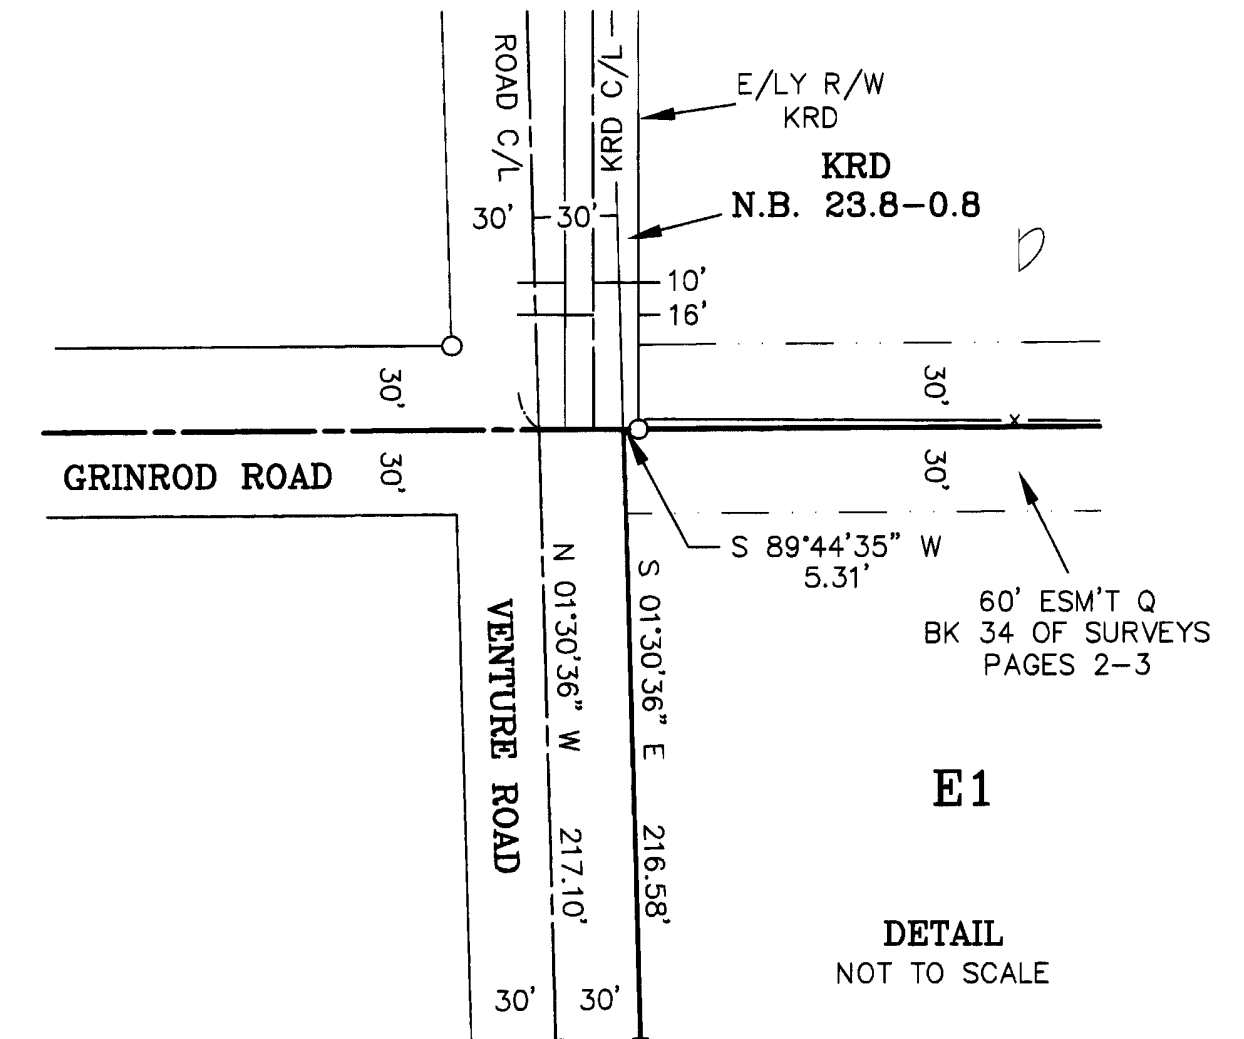 ROAD C/L
KRD C/L
E/LY R/W
KRD
KRD
N.B. 23.8-0.8
30'
30'
10'
16'
30'
30'
30'
30'
GRINROD ROAD
S 89°44'35" W
5.31'
60' ESM'T Q
BK 34 OF SURVEYS
PAGES 2-3
N 01°30'36" W 217.10'
S 01°30'36" E 216.58'
VENTURE ROAD
E1
DETAIL
NOT TO SCALE
30'
30'